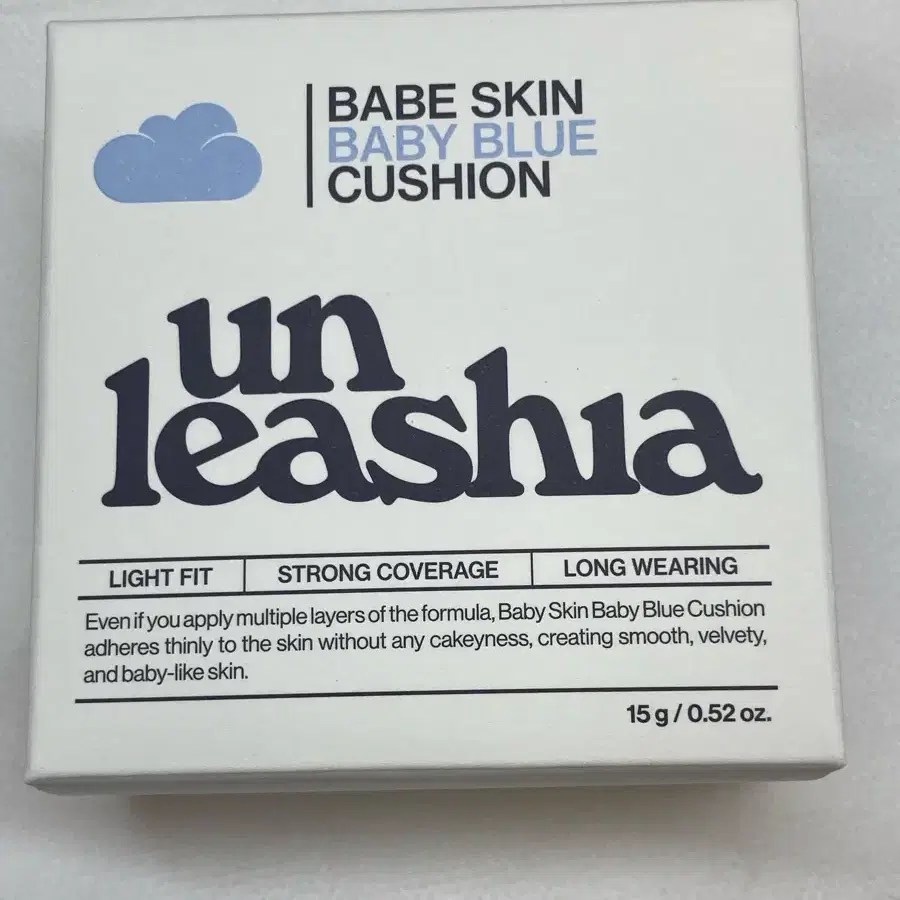 BABE SKIN
BABY BLUE
CUSHION
un
leashia
LIGHT FIT STRONG COVERAGE LONG WEARING
Even if you apply multiple layers of the formula, Baby Skin Baby Blue Cushion
adheres thinly to the skin without any cakeyness, creating smooth, velvety,
and baby-like skin.
15 g / 0.52 oz.